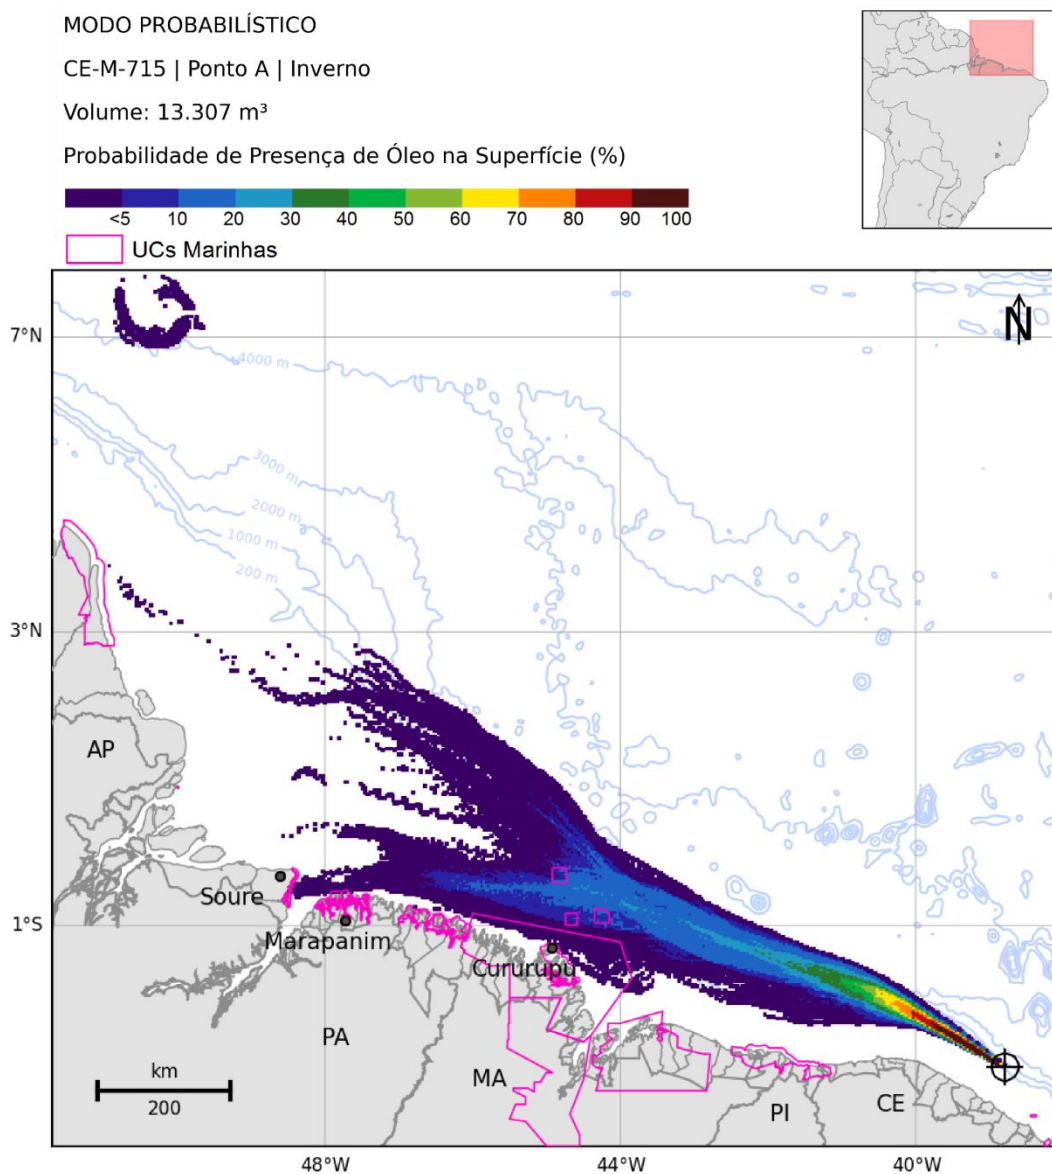 MODO PROBABILÍSTICO
CE-M-715 | Ponto A | Inverno
Volume: 13.307 m³
Probabilidade de Presença de Óleo na Superfície (%)
<5 10 20 30 40 50 60 70 80 90 100
UCs Marinhas
N
7°N
4000 m
3000 m
2000 m
1000 m
200 m
3°N
AP
Soure
1°S
Marapanim
Cururupu
PA
MA
PI
CE
km
200
48°W 44°W 40°W